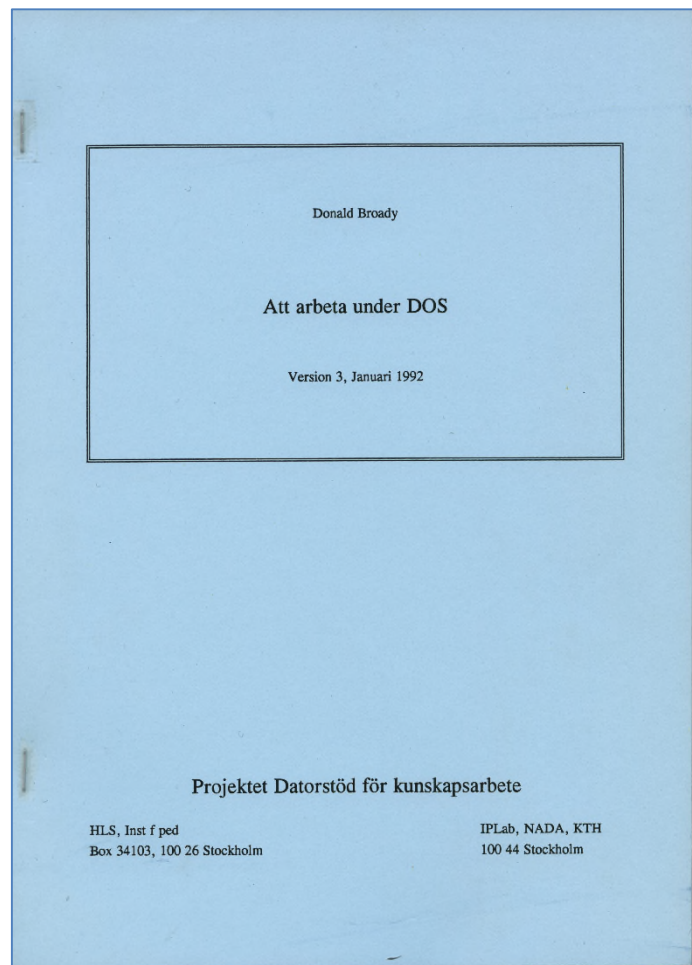 Donald Broady
Att arbeta under DOS
Version 3, Januari 1992
Projektet Datorstöd för kunskapsarbete
HLS, Inst f ped
Box 34103, 100 26 Stockholm
IPLab, NADA, KTH
100 44 Stockholm